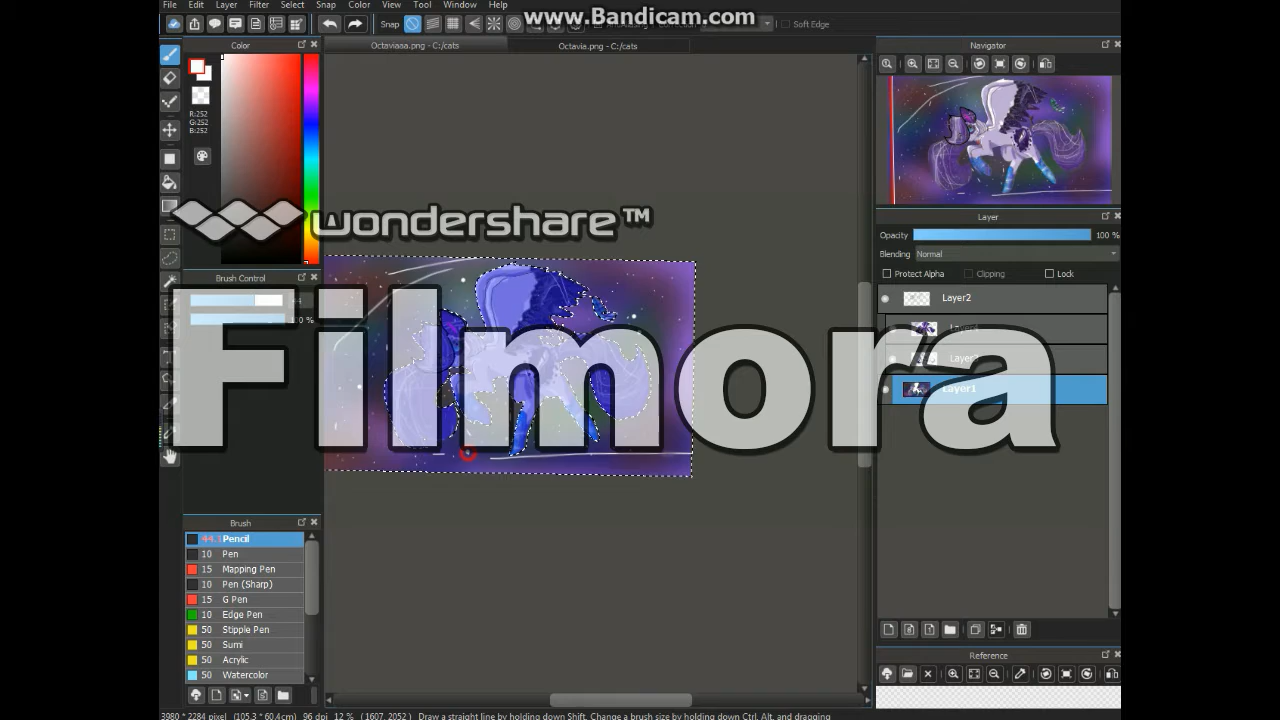 www.Bandicam.com
File Edit Layer Filter Select Snap Color View Tool Window Help
Snap Soft Edge
Octaviaaa.png - C:/cats Octavia.png - C:/cats
Color
R:252
G:252
B:252
Navigator
wondershare™
Filmora
Brush Control
100 %
Layer
Opacity 100 %
Blending Normal
Protect Alpha Clipping Lock
Layer2
Layer1
Brush
44.1 Pencil
10 Pen
15 Mapping Pen
10 Pen (Sharp)
15 G Pen
10 Edge Pen
50 Stipple Pen
50 Sumi
50 Acrylic
50 Watercolor
Reference
3980 * 2284 pixel (105.3 * 60.4cm) 96 dpi 12 % (1607, 2052) Draw a straight line by holding down Shift. Change a brush size by holding down Ctrl, Alt, and dragging